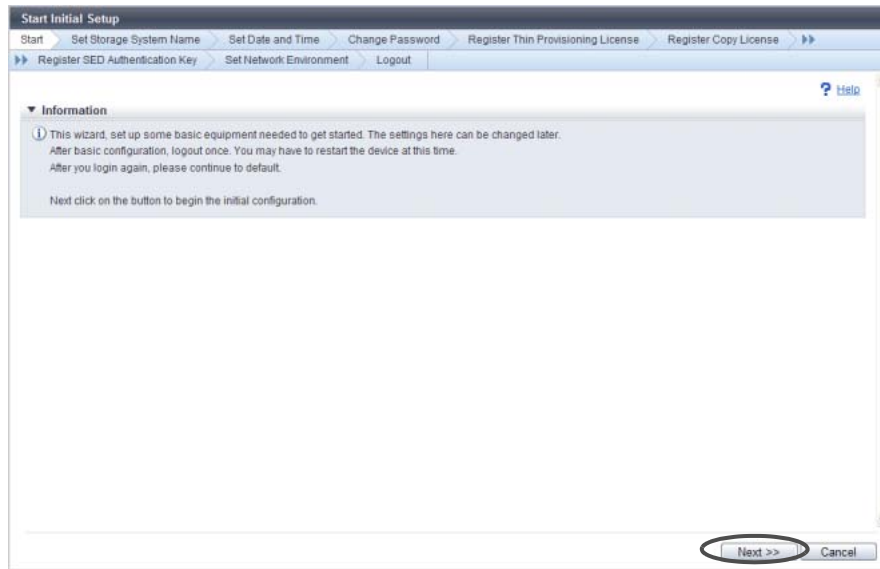 Start Initial Setup
Start Set Storage System Name Set Date and Time Change Password Register Thin Provisioning License Register Copy License
Register SED Authentication Key Set Network Environment Logout
? Help
Information
This wizard, set up some basic equipment needed to get started. The settings here can be changed later.
After basic configuration, logout once. You may have to restart the device at this time.
After you login again, please continue to default.
Next click on the button to begin the initial configuration.
Next >> Cancel